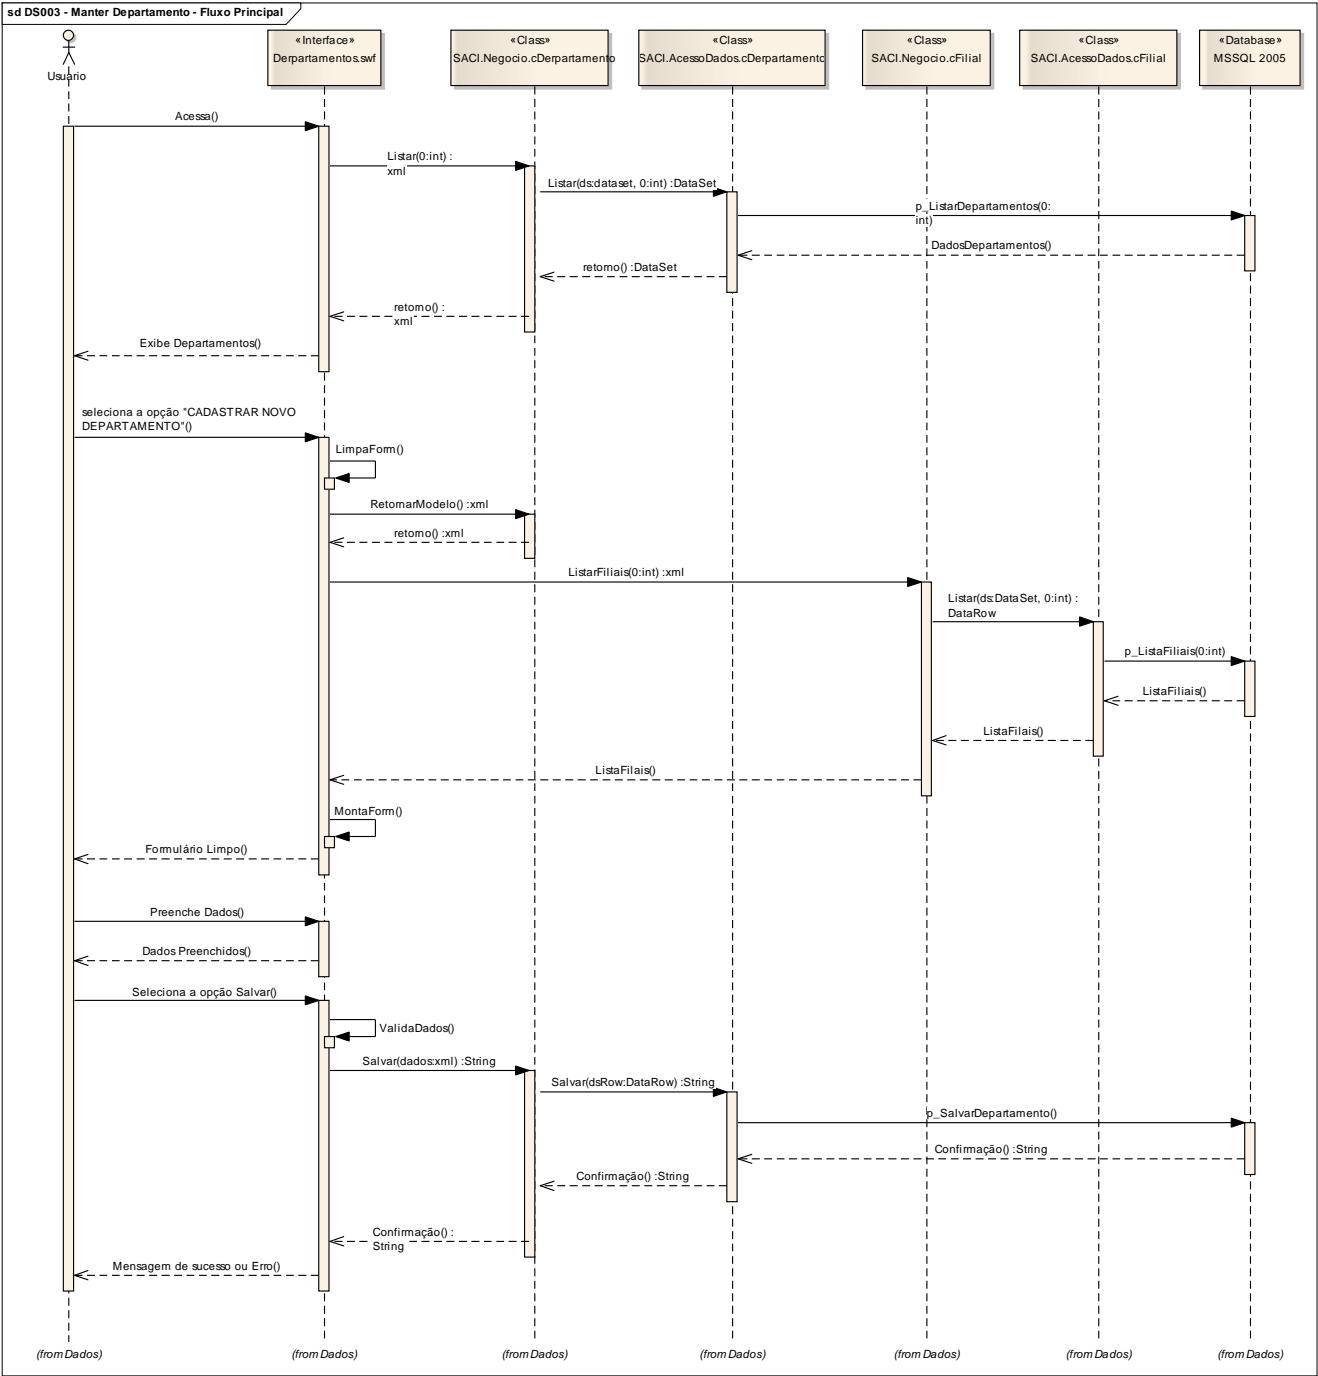 sd DS003 - Manter Departamento - Fluxo Principal
Usuário
«Interface»
Derpartamentos.swf
«Class»
SACI.Negocio.cDerpartamento
«Class»
SACI.AcessoDados.cDerpartamento
«Class»
SACI.Negocio.cFilial
«Class»
SACI.AcessoDados.cFilial
«Database»
MSSQL 2005
Acessa()
Listar(0:int) :
xml
Listar(ds:dataset, 0:int) :DataSet
p_ListarDepartamentos(0:
int)
DadosDepartamentos()
retorno() :DataSet
retorno() :
xml
Exibe Departamentos()
seleciona a opção "CADASTRAR NOVO
DEPARTAMENTO"()
LimpaForm()
RetornarModelo() :xml
retorno() :xml
ListarFiliais(0:int) :xml
Listar(ds:DataSet, 0:int) :
DataRow
p_ListaFiliais(0:int)
ListaFiliais()
ListaFilais()
ListaFilais()
MontaForm()
Formulário Limpo()
Preenche Dados()
Dados Preenchidos()
Seleciona a opção Salvar()
ValidaDados()
Salvar(dados:xml) :String
Salvar(dsRow:DataRow) :String
p_SalvarDepartamento()
Confirmação() :String
Confirmação() :String
Confirmação() :
String
Mensagem de sucesso ou Erro()
(from Dados)
(from Dados)
(from Dados)
(from Dados)
(from Dados)
(from Dados)
(from Dados)